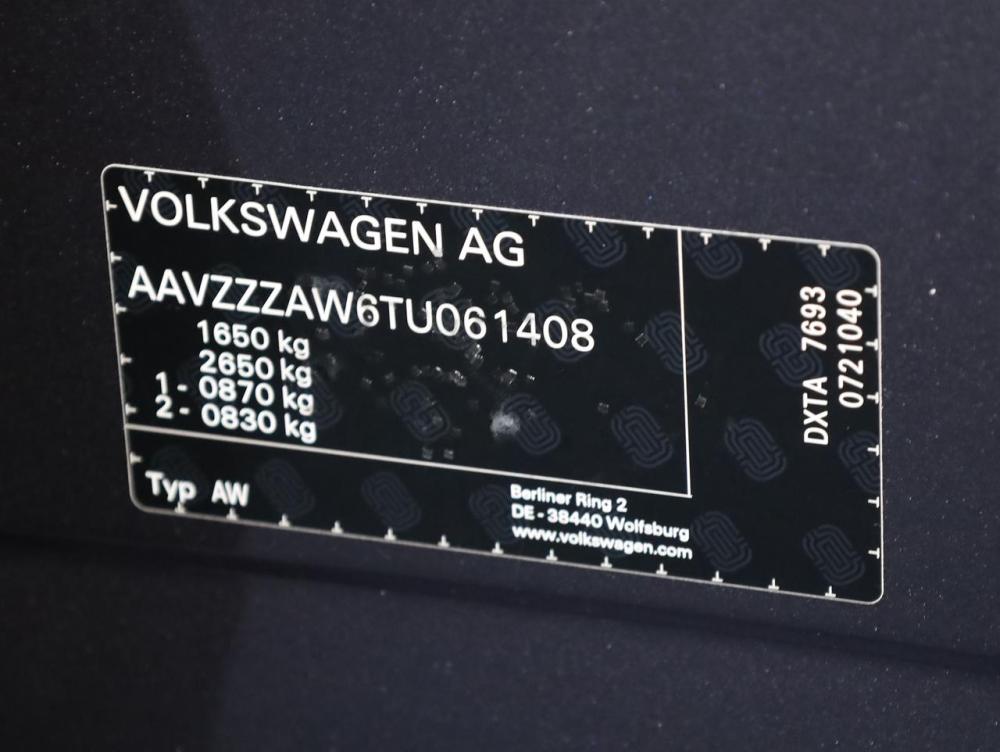 VOLKSWAGEN AG
AAVZZZAW6TU061408
1650 kg
2650 kg
1 - 0870 kg
2 - 0830 kg
Typ AW
Berliner Ring 2
DE - 38440 Wolfsburg
www.volkswagen.com
DXTA 7693
0721040